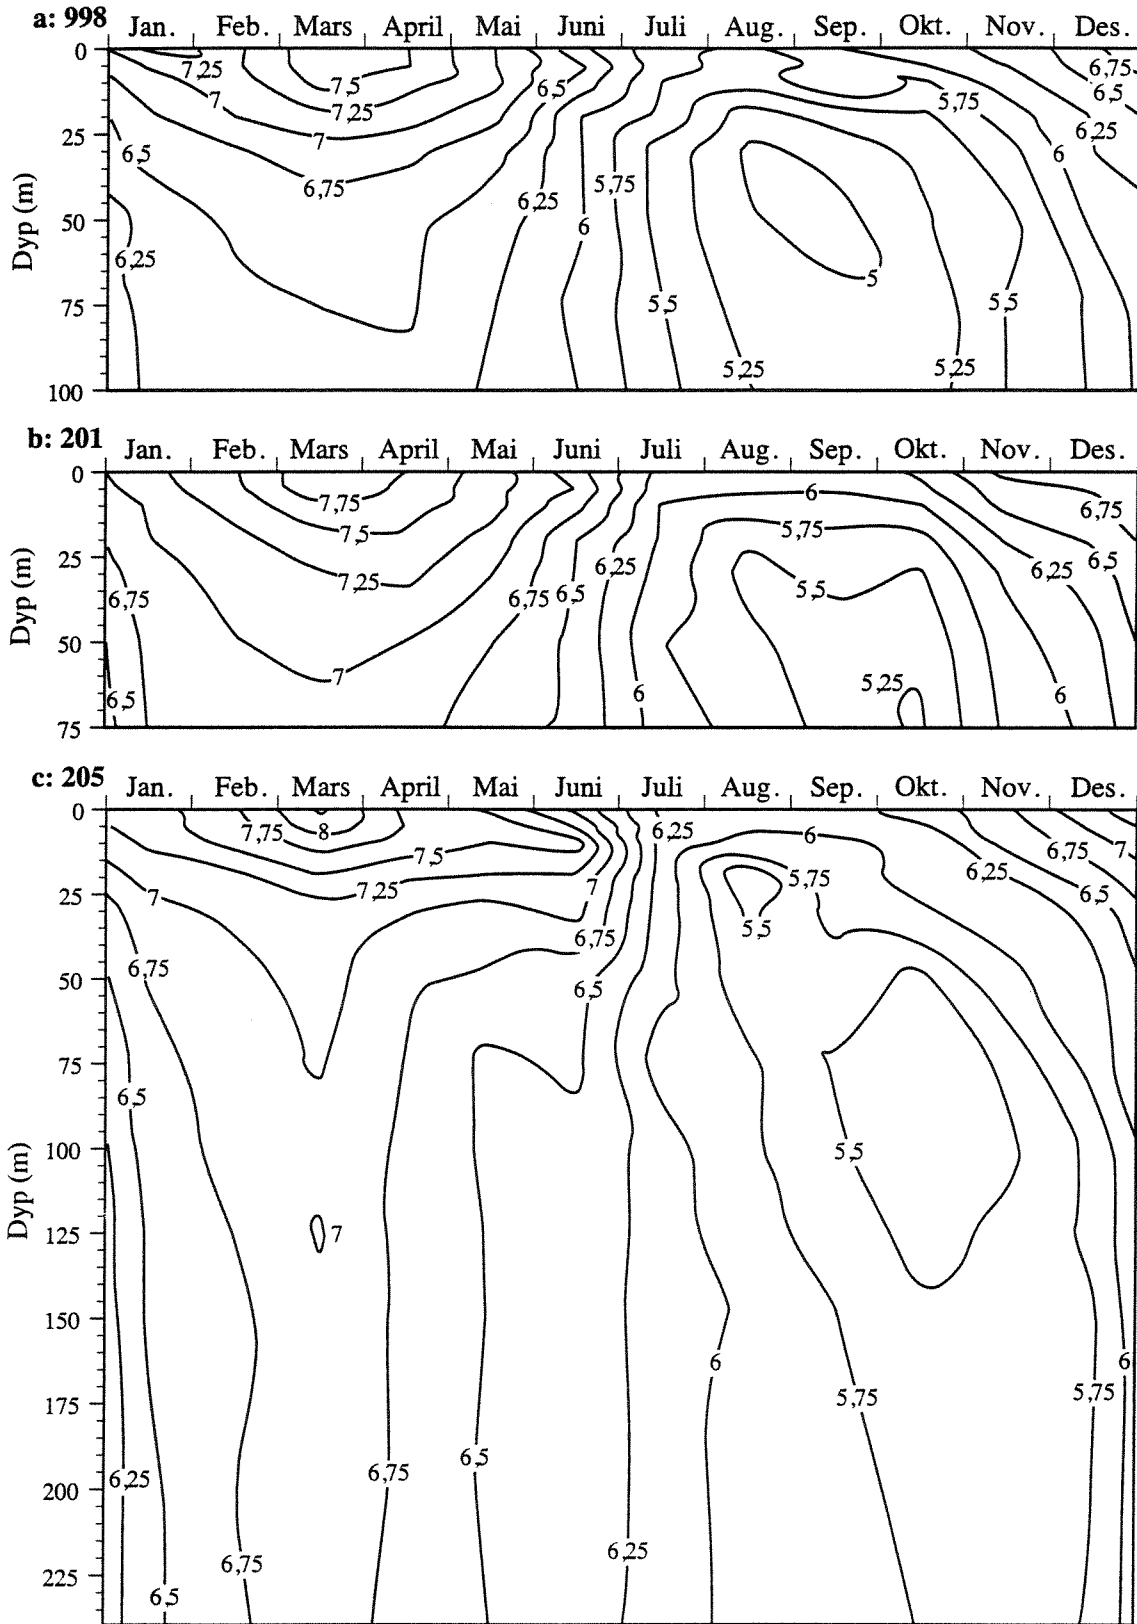 a: 998 Jan. Feb. Mars April Mai Juni Juli Aug. Sep. Okt. Nov. Des.
0
7,25 7,5 6,5 6,75
7,25 5,75 6,5
7 7 6,25
25
6,5 6 
6,75 5,75
6,25
Dyp (m)
50
6
6,25
5
75
5,5 5,5
5,25 5,25
100
b: 201 Jan. Feb. Mars April Mai Juni Juli Aug. Sep. Okt. Nov. Des.
0
7,75 6 6,75
7,5 5,75
25
6,5
7,25 6,25 6,25
6,75 6,75 6,5 5,5
Dyp (m)
50
7
5,25
6,5 6 6
75
c: 205 Jan. Feb. Mars April Mai Juni Juli Aug. Sep. Okt. Nov. Des.
0
7,75 8 6,25 6
7,5 6,75 7
6,25
7 7,25 7 5,75
25
6,5
5,5
6,75
6,75
50
6,5
75
6,5
Dyp (m)
100
5,5
125
7
150
6 6
175
5,75 5,75
6,5
6,25 6,75
200
6,25
6,75
225
6,5